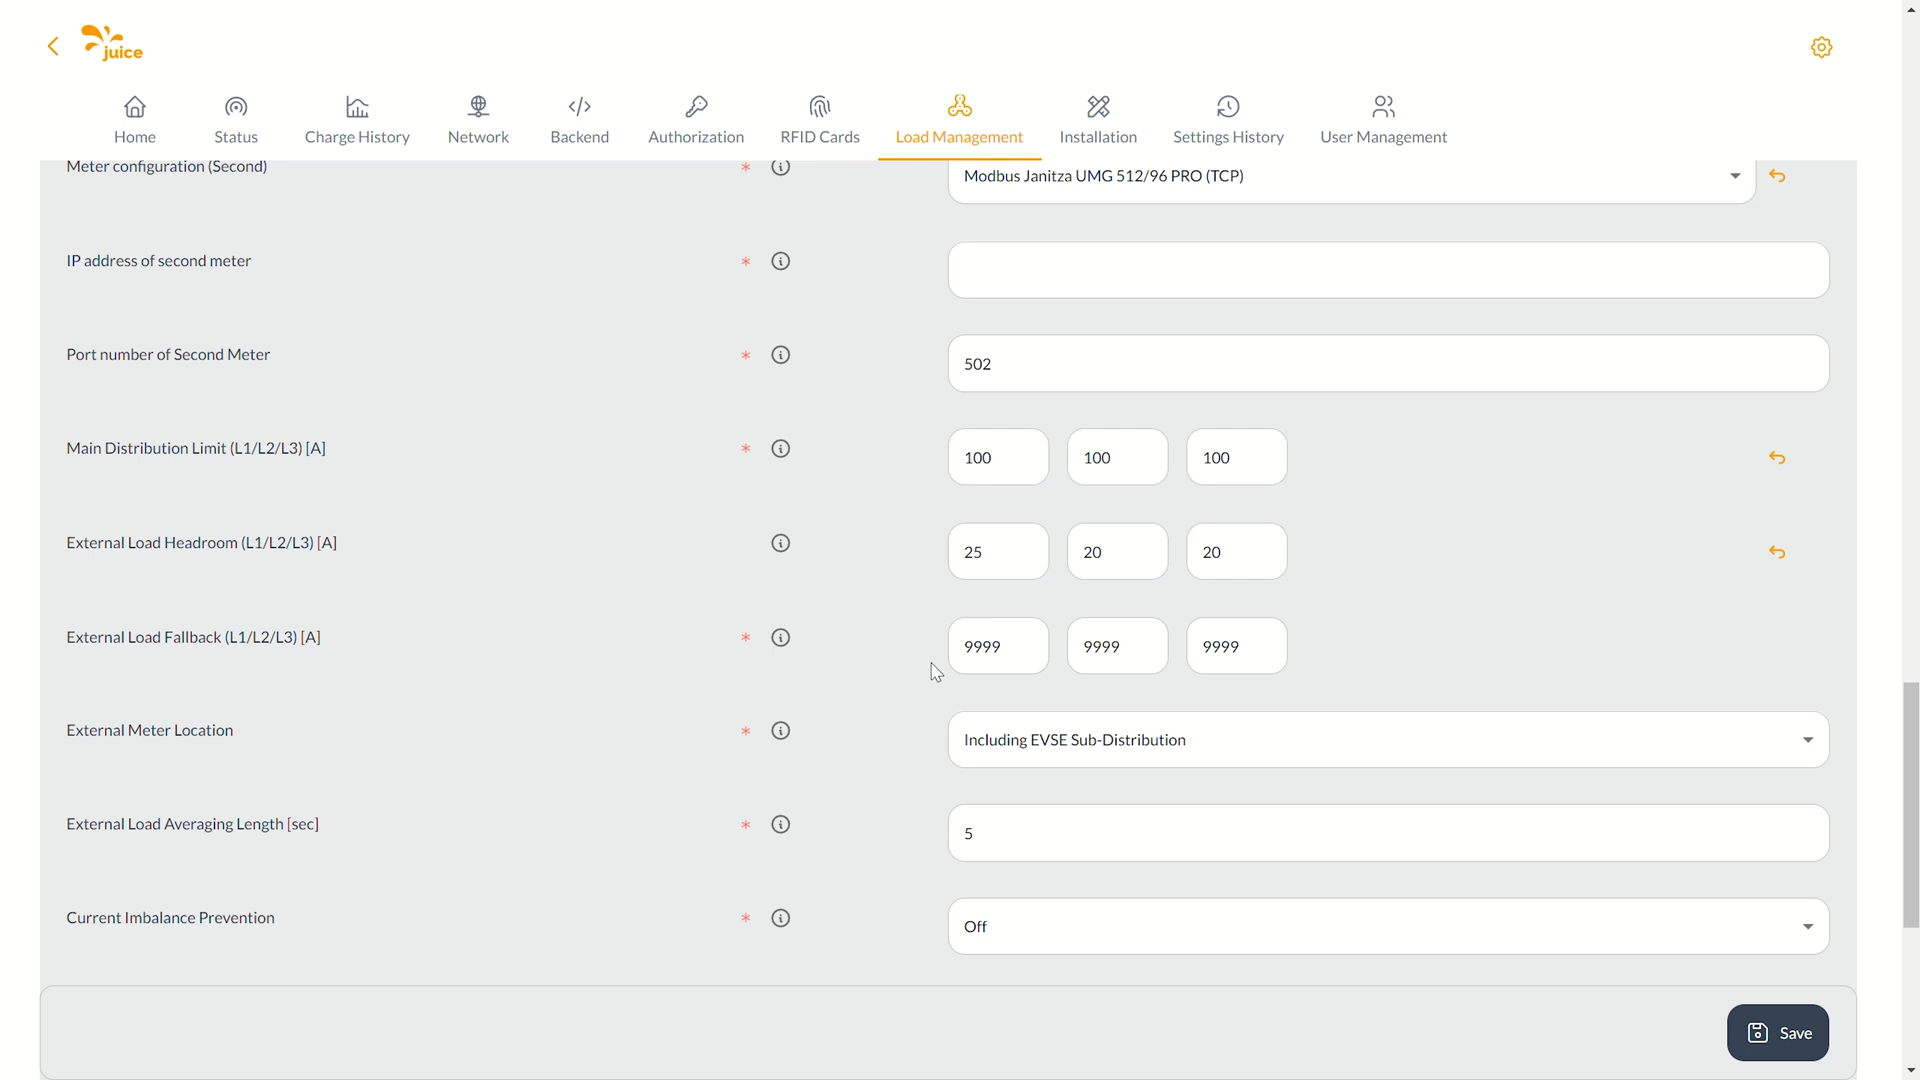 juice
Home
Status
Charge History
Network
Backend
Authorization
RFID Cards
Load Management
Installation
Settings History
User Management
Meter configuration (Second) *
Modbus Janitza UMG 512/96 PRO (TCP)
IP address of second meter *
Port number of Second Meter * 502
Main Distribution Limit (L1/L2/L3) [A] * 100 100 100
External Load Headroom (L1/L2/L3) [A] 25 20 20
External Load Fallback (L1/L2/L3) [A] * 9999 9999 9999
External Meter Location * Including EVSE Sub-Distribution
External Load Averaging Length [sec] * 5
Current Imbalance Prevention * Off
Save